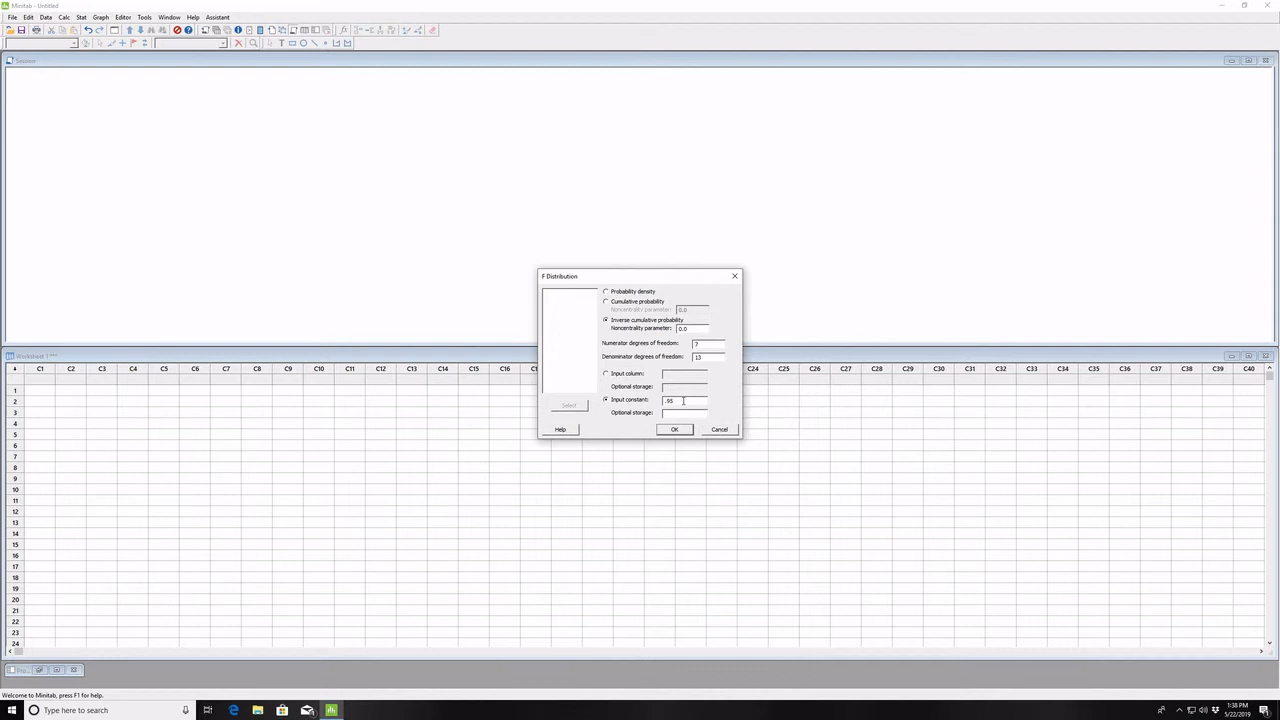 Minitab - Untitled
File Edit Data Calc Stat Graph Editor Tools Window Help Assistant
Session
F Distribution
Probability density
Cumulative probability
Noncentrality parameter: 0.0
Inverse cumulative probability
Noncentrality parameter: 0.0
Numerator degrees of freedom: 7
Denominator degrees of freedom: 13
Input column:
Optional storage:
Select
Input constant: .95
Optional storage:
Help OK Cancel
Worksheet 1 ***
C1 C2 C3 C4 C5 C6 C7 C8 C9 C10 C11 C12 C13 C14 C15 C16 C24 C25 C26 C27 C28 C29 C30 C31 C32 C33 C34 C35 C36 C37 C38 C39 C40
1
2
3
4
5
6
7
8
9
10
11
12
13
14
15
16
17
18
19
20
21
22
23
24
Welcome to Minitab, press F1 for help.
Type here to search
1:38 PM
5/22/2019